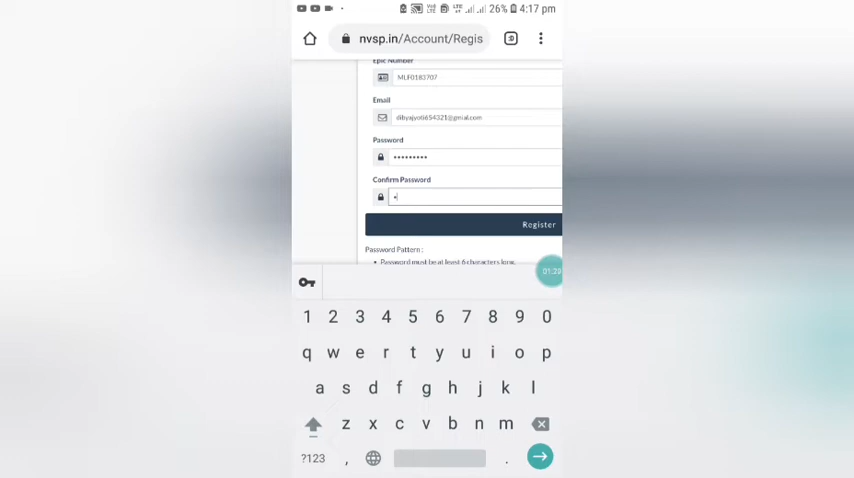 26% 4:17 pm
nvsp.in/Account/Regis
Epic Number
MLF0183707
Email
dibyajyoti654321@gmial.com
Password
•••••••••
Confirm Password
•
Register
Password Pattern :
• Password must be at least 6 characters long.
01:20
1 2 3 4 5 6 7 8 9 0
q w e r t y u i o p
a s d f g h j k l
z x c v b n m
?123 , .